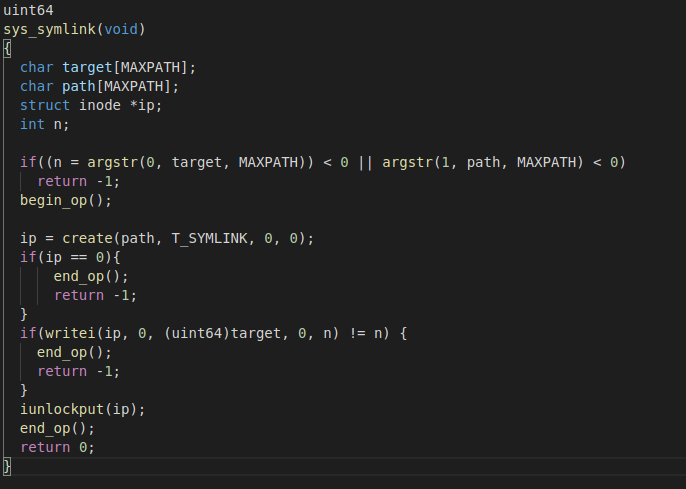 uint64
sys_symlink(void)
{
  char target[MAXPATH];
  char path[MAXPATH];
  struct inode *ip;
  int n;

  if((n = argstr(0, target, MAXPATH)) < 0 || argstr(1, path, MAXPATH) < 0)
    return -1;
  begin_op();

  ip = create(path, T_SYMLINK, 0, 0);
  if(ip == 0){
      end_op();
      return -1;
  }
  if(writei(ip, 0, (uint64)target, 0, n) != n) {
    end_op();
    return -1;
  }
  iunlockput(ip);
  end_op();
  return 0;
}